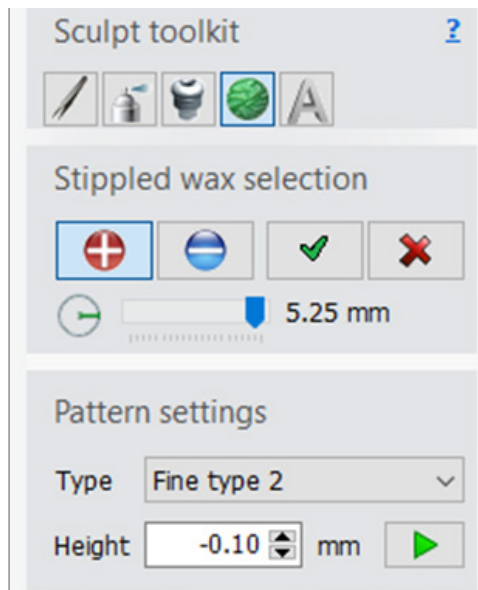 Sculpt toolkit ?
A
Stippled wax selection
5.25 mm
Pattern settings
Type Fine type 2
Height -0.10 mm